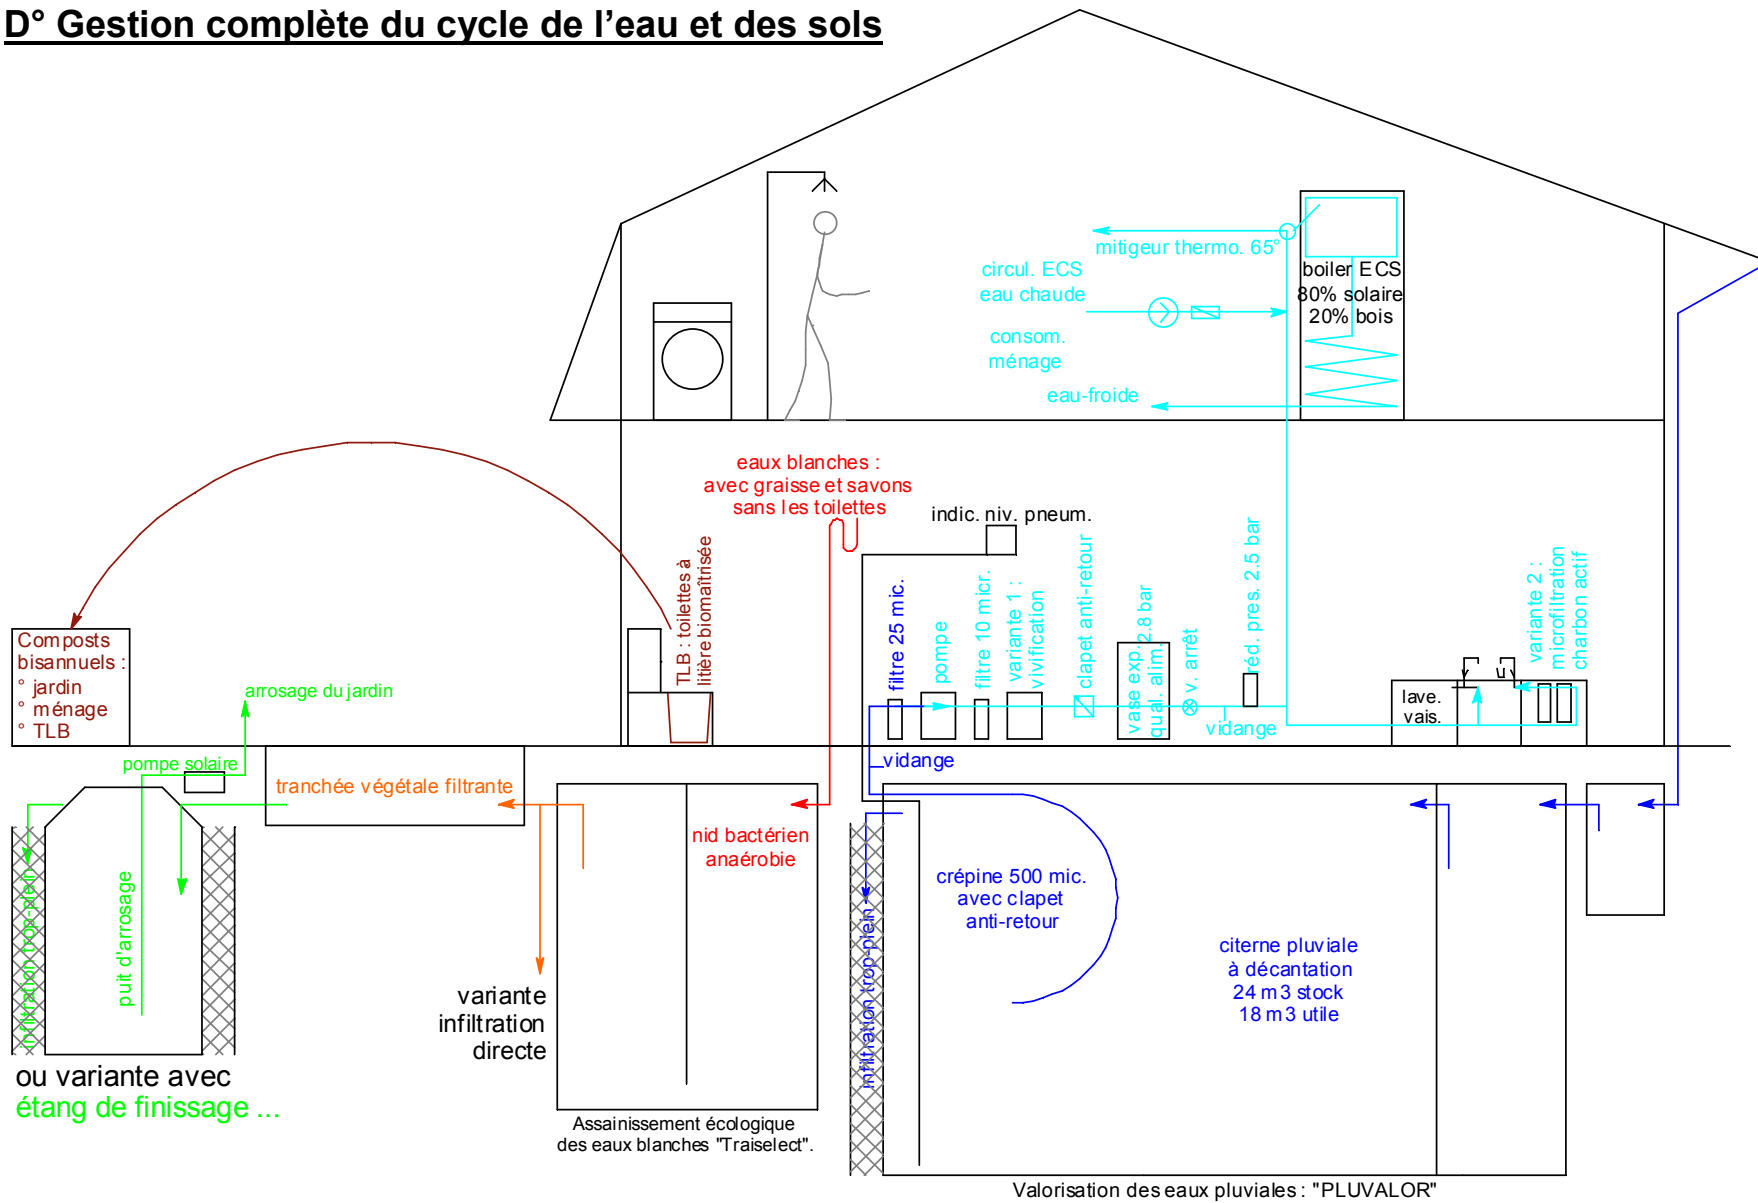 D° Gestion complète du cycle de l'eau et des sols
mitigeur thermo. 65°
circul. ECS
eau chaude
consom.
ménage
eau-froide
boiler ECS
80% solaire
20% bois
eaux blanches :
avec graisse et savons
sans les toilettes
indic. niv. pneum.
TLB : toilettes à
litière biomaîtrisée
filtre 25 mic.
pompe
filtre 10 micr.
variante 1 :
vivification
clapet anti-retour
vase exp. 2.8 bar
qual. alim.
v. arrêt
réd. pres. 2.5 bar
vidange
variante 2 :
microfiltration
charbon actif
lave.
vais.
Composts
bisannuels :
° jardin
° ménage
° TLB
arrosage du jardin
pompe solaire
tranchée végétale filtrante
vidange
nid bactérien
anaérobie
crépine 500 mic.
avec clapet
anti-retour
citerne pluviale
à décantation
24 m3 stock
18 m3 utile
infiltration trop-plein
puit d'arrosage
infiltration trop-plein
variante
infiltration
directe
ou variante avec
étang de finissage ...
Assainissement écologique
des eaux blanches "Traiselect".
Valorisation des eaux pluviales : "PLUVALOR"